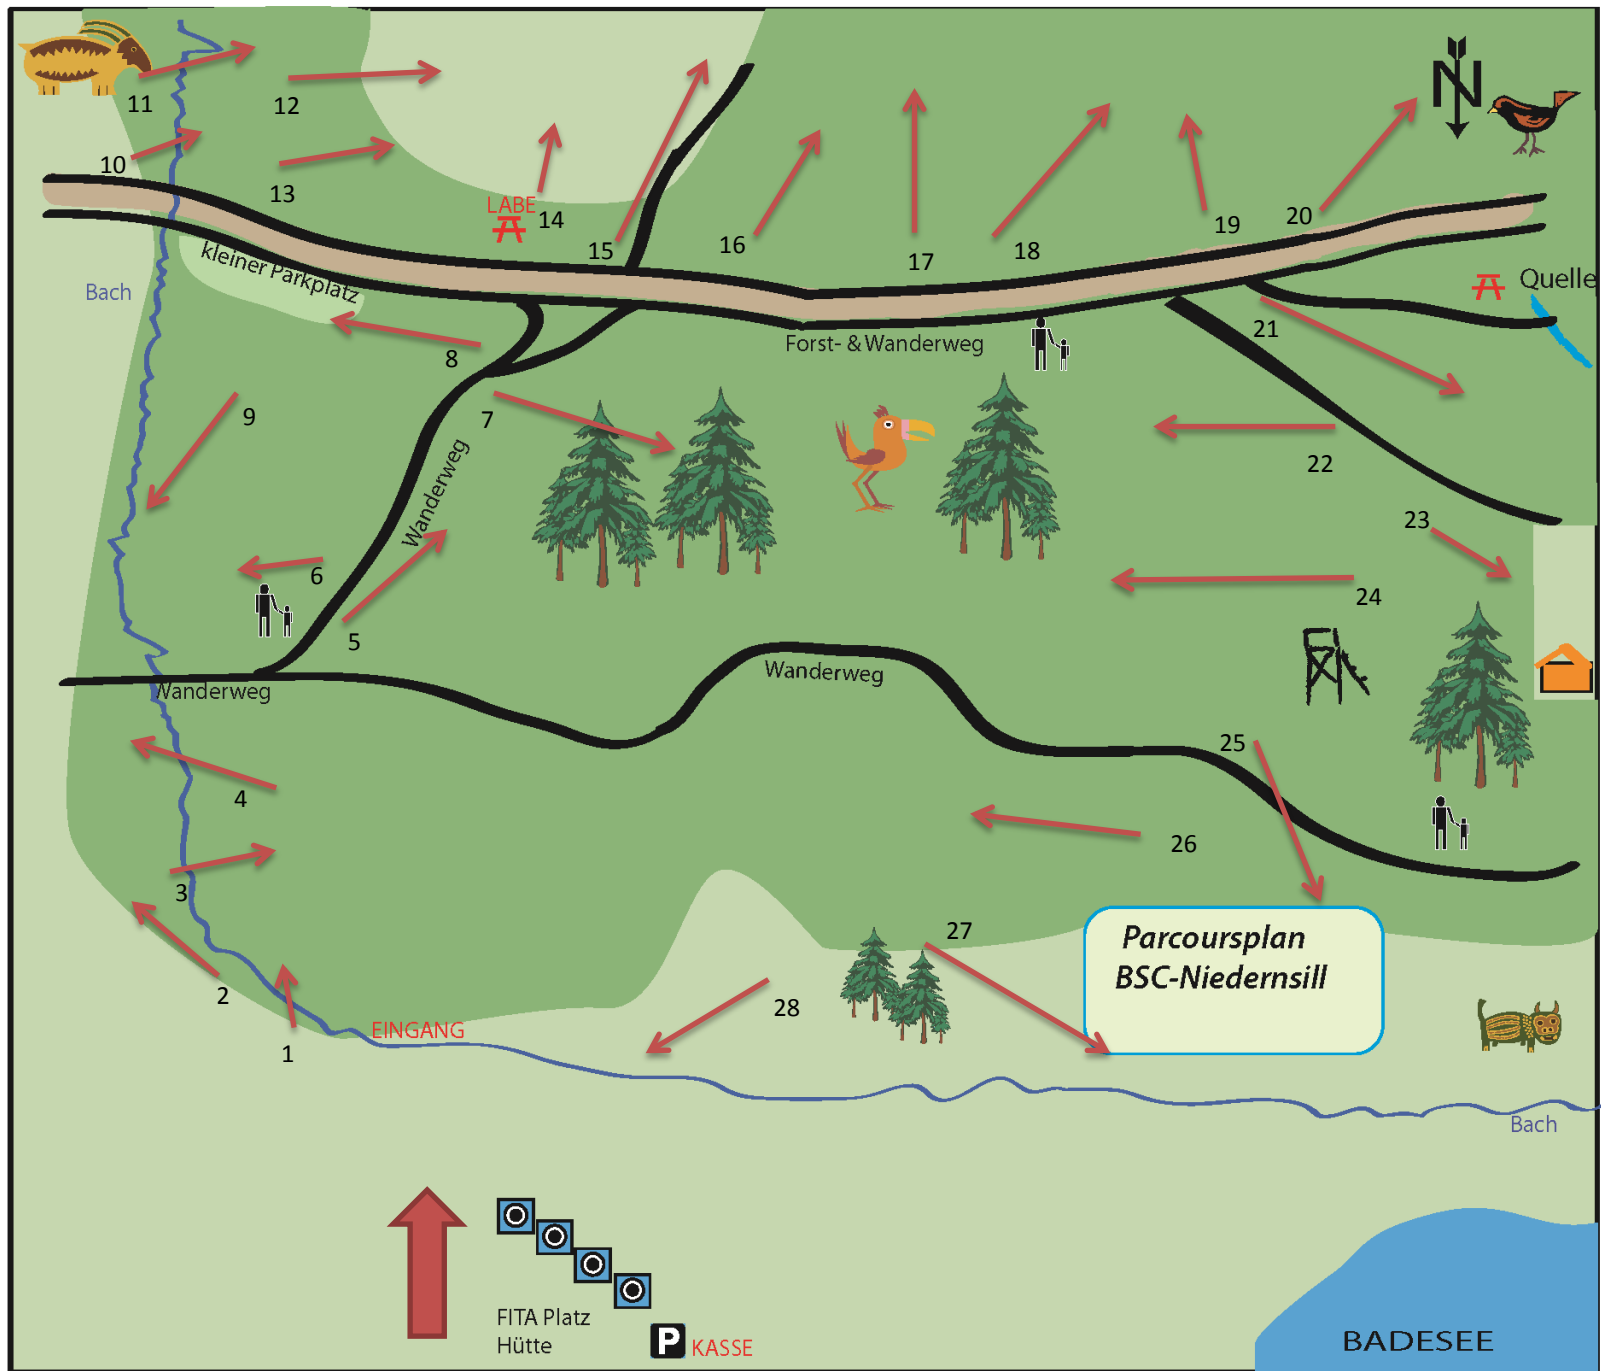 11
12
N
10
13
LABE
14
15
16
17
18
19
20
kleiner Parkplatz
Bach
Quelle
21
Forst- & Wanderweg
8
7
9
Wanderweg
22
23
6
24
5
Wanderweg
Wanderweg
25
4
26
3
27
Parcoursplan
BSC-Niedernsill
2
28
EINGANG
1
Bach
FITA Platz
Hütte
P KASSE
BADESEE